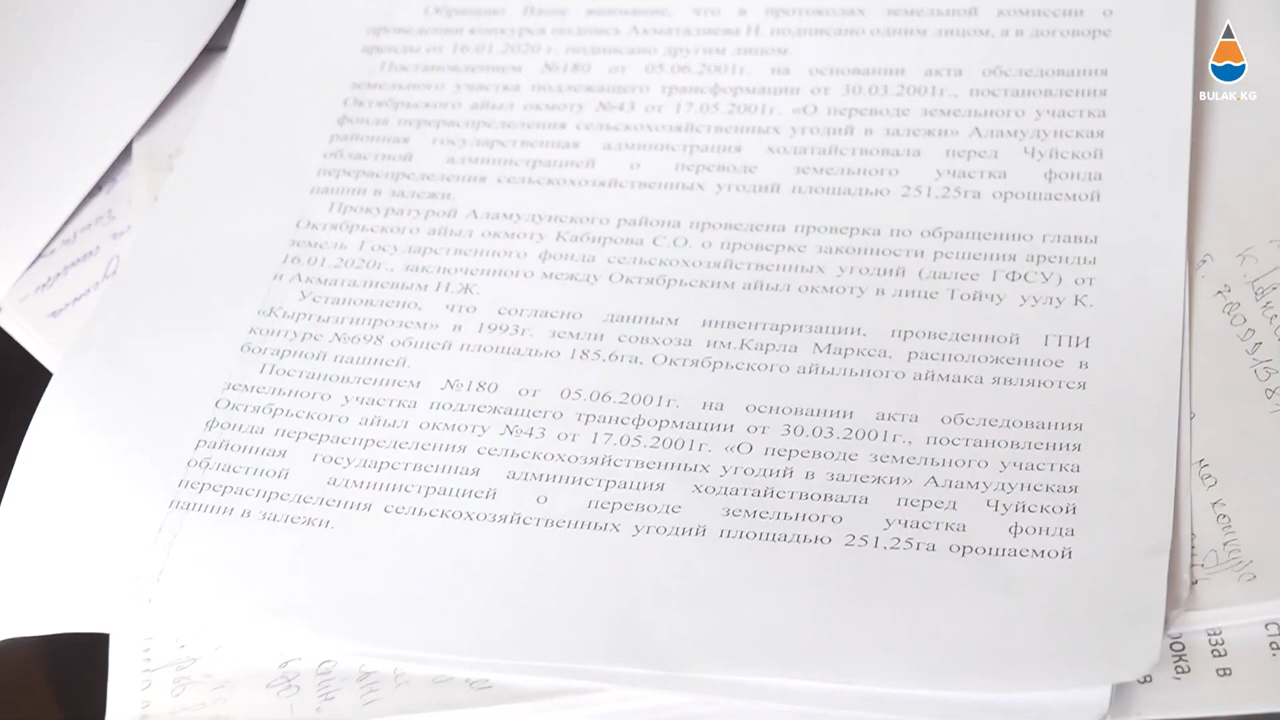 Обращаю Ваше внимание, что в протоколах земельной комиссии о
проведении конкурса подпись Акматалиева Н. подписано одним лицом, а в договоре
аренды от 16.01.2020 г. подписано другим лицом.
Постановлением №180 от 05.06.2001г. на основании акта обследования
земельного участка подлежащего трансформации от 30.03.2001г., постановления
Октябрьского айыл окмоту №43 от 17.05.2001г. «О переводе земельного участка
фонда перераспределения сельскохозяйственных угодий в залежи» Аламудунская
районная государственная администрация ходатайствовала перед Чуйской
областной администрацией о переводе земельного участка фонда
перераспределения сельскохозяйственных угодий площадью 251,25га орошаемой
пашни в залежи.
Прокуратурой Аламудунского района проведена проверка по обращению главы
Октябрьского айыл окмоту Кабирова С.О. о проверке законности решения аренды
земель Государственного фонда сельскохозяйственных угодий (далее ГФСУ) от
16.01.2020г., заключенного между Октябрьским айыл окмоту в лице Тойчу уулу К.
и Акматалиевым Н.Ж.
Установлено, что согласно данным инвентаризации, проведенной ГПИ
«Кыргызгипрозем» в 1993г. земли совхоза им.Карла Маркса, расположенное в
контуре №698 общей площадью 185,6га, Октябрьского айыльного аймака являются
богарной пашней.
Постановлением №180 от 05.06.2001г. на основании акта обследования
земельного участка подлежащего трансформации от 30.03.2001г., постановления
Октябрьского айыл окмоту №43 от 17.05.2001г. «О переводе земельного участка
фонда перераспределения сельскохозяйственных угодий в залежи» Аламудунская
районная государственная администрация ходатайствовала перед Чуйской
областной администрацией о переводе земельного участка фонда
перераспределения сельскохозяйственных угодий площадью 251,25га орошаемой
пашни в залежи.
BULAK KG
на конкурс
аза в
рока,
ста.
в